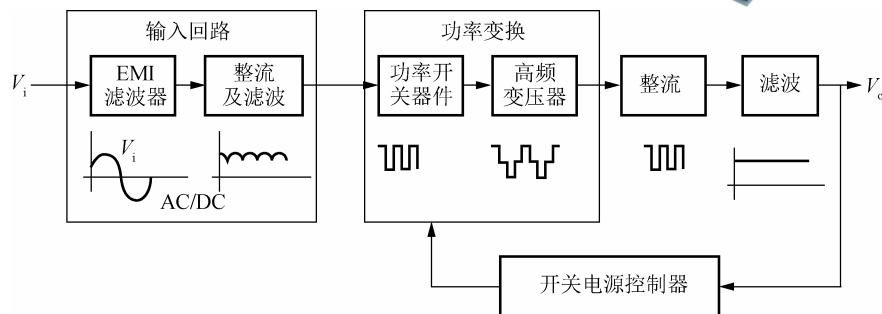 输入回路
功率变换
Vi
EMI
滤波器
整流
及滤波
功率开
关器件
高频
变压器
整流
滤波
Vo
Vi
AC/DC
开关电源控制器